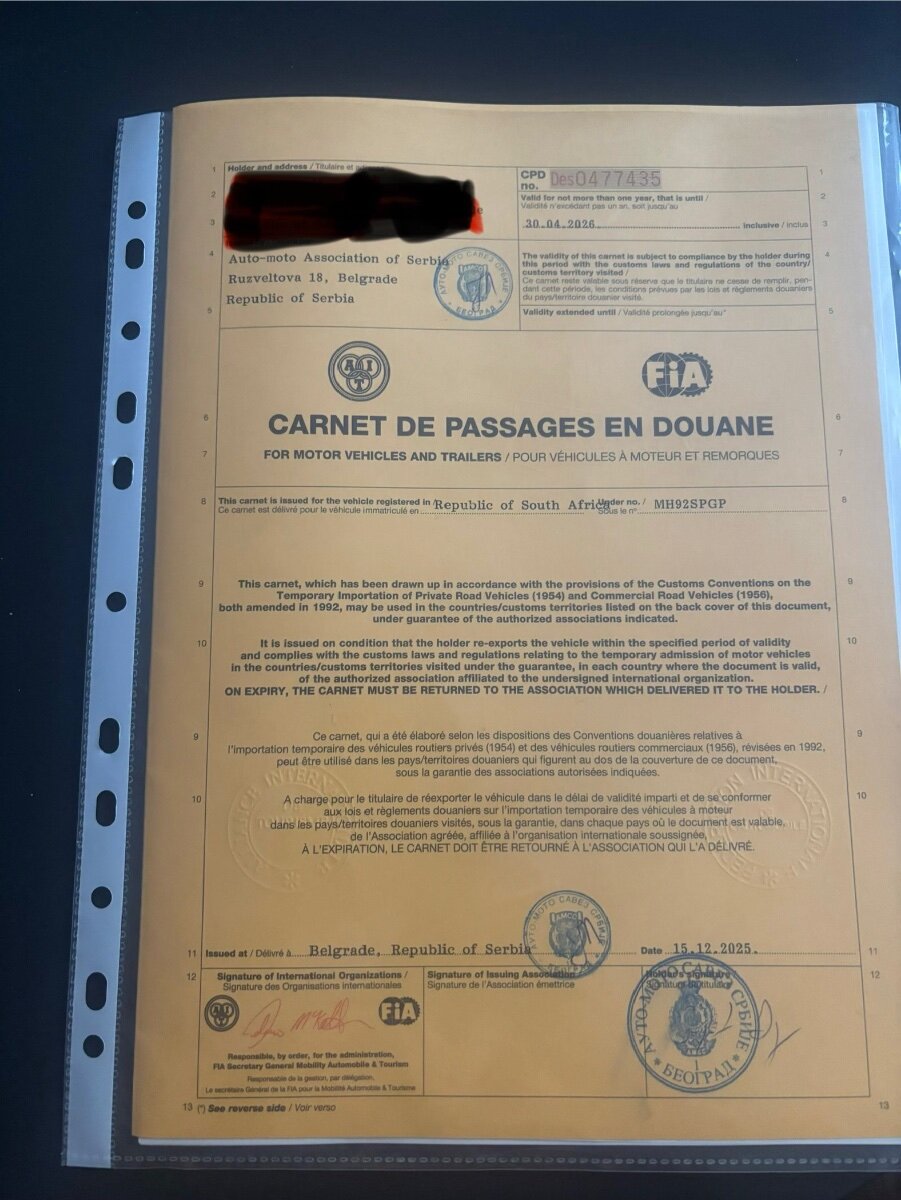 1 Holder and address / Titulaire et
CPD no. Des0477435 1
2 Valid for not more than one year, that is until / 2
Validité n'excédant pas un an, soit jusqu'au
3 30.04.2026. inclusive / inclus 3
4 Auto-moto Association of Serbia
Ruzveltova 18, Belgrade
Republic of Serbia
АУТО-МОТО САВЕЗ СРБИЈЕ
АМСС
БЕОГРАД
The validity of this carnet is subject to compliance by the holder during 4
this period with the customs laws and regulations of the country/
customs territory visited /
Ce carnet reste valable sous réserve que le titulaire ne cesse de remplir, pen-
dant cette période, les conditions prévues par les lois et règlements douaniers
du pays/territoire douanier visité.
5 Validity extended until / Validité prolongée jusqu'au* 5
AIT
FiA
6 CARNET DE PASSAGES EN DOUANE 6
7 FOR MOTOR VEHICLES AND TRAILERS / POUR VÉHICULES À MOTEUR ET REMORQUES 7
8 This carnet is issued for the vehicle registered in / Republic of South Africa Under no. / MH92SPGP 8
Ce carnet est délivré pour le véhicule immatriculé en Sous le n°
9 This carnet, which has been drawn up in accordance with the provisions of the Customs Conventions on the 9
Temporary Importation of Private Road Vehicles (1954) and Commercial Road Vehicles (1956),
both amended in 1992, may be used in the countries/customs territories listed on the back cover of this document,
under guarantee of the authorized associations indicated.
10 It is issued on condition that the holder re-exports the vehicle within the specified period of validity 10
and complies with the customs laws and regulations relating to the temporary admission of motor vehicles
in the countries/customs territories visited under the guarantee, in each country where the document is valid,
of the authorized association affiliated to the undersigned international organization.
ON EXPIRY, THE CARNET MUST BE RETURNED TO THE ASSOCIATION WHICH DELIVERED IT TO THE HOLDER. /
9 Ce carnet, qui a été élaboré selon les dispositions des Conventions douanières relatives à 9
l'importation temporaire des véhicules routiers privés (1954) et des véhicules routiers commerciaux (1956), révisées en 1992,
peut être utilisé dans les pays/territoires douaniers qui figurent au dos de la couverture de ce document,
sous la garantie des associations autorisées indiquées.
10 A charge pour le titulaire de réexporter le véhicule dans le délai de validité imparti et de se conformer 10
aux lois et règlements douaniers sur l'importation temporaire des véhicules à moteur
dans les pays/territoires douaniers visités, sous la garantie, dans chaque pays où le document est valable,
de l'Association agréée, affiliée à l'organisation internationale soussignée,
À L'EXPIRATION, LE CARNET DOIT ÊTRE RETOURNÉ À L'ASSOCIATION QUI L'A DÉLIVRÉ.
11 Issued at / Délivré à Belgrade, Republic of Serbia Date 15.12.2025. 11
АУТО-МОТО САВЕЗ СРБИЈЕ
АМСС
12 Signature of International Organizations / Signature of Issuing Association / Holder's signature / 12
Signature des Organisations internationales Signature de l'Association émettrice Signature du titulaire
AIT
FiA
АУТО-МОТО САВЕЗ СРБИЈЕ
БЕОГРАД
Responsible, by order, for the administration,
FIA Secretary General Mobility Automobile & Tourism
Responsable de la gestion, par délégation,
Le secrétaire Général de la FIA pour la Mobilité Automobile & Tourisme
13 (*) See reverse side / Voir verso 13